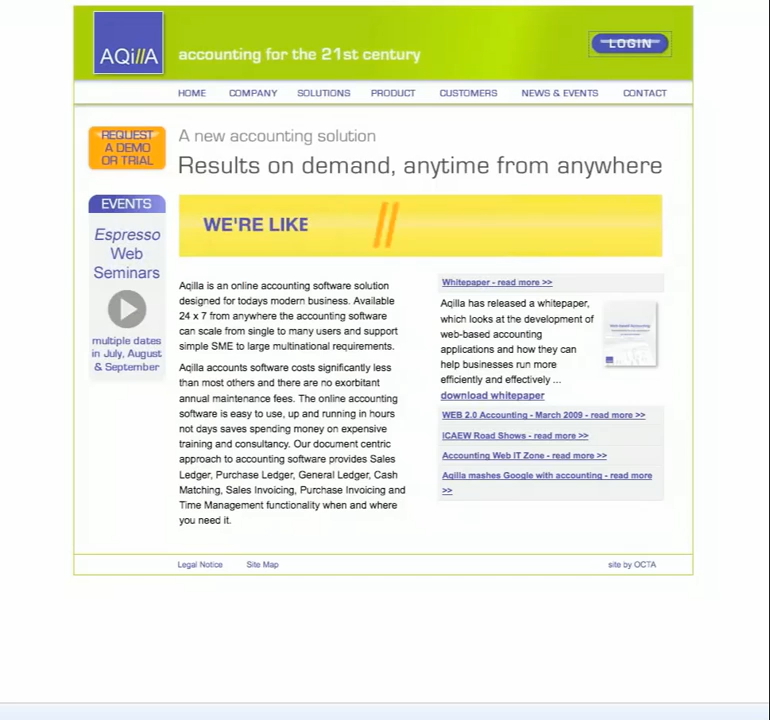 AQi//A
accounting for the 21st century
LOGIN
HOME COMPANY SOLUTIONS PRODUCT CUSTOMERS NEWS & EVENTS CONTACT
REQUEST
A DEMO
OR TRIAL
A new accounting solution
Results on demand, anytime from anywhere
EVENTS
Espresso
Web
Seminars
multiple dates
in July, August
& September
WE'RE LIKE //
Aqilla is an online accounting software solution
designed for todays modern business. Available
24 x 7 from anywhere the accounting software
can scale from single to many users and support
simple SME to large multinational requirements.
Aqilla accounts software costs significantly less
than most others and there are no exorbitant
annual maintenance fees. The online accounting
software is easy to use, up and running in hours
not days saves spending money on expensive
training and consultancy. Our document centric
approach to accounting software provides Sales
Ledger, Purchase Ledger, General Ledger, Cash
Matching, Sales Invoicing, Purchase Invoicing and
Time Management functionality when and where
you need it.
Whitepaper - read more >>
Aqilla has released a whitepaper,
which looks at the development of
web-based accounting
applications and how they can
help businesses run more
efficiently and effectively ...
download whitepaper
WEB 2.0 Accounting - March 2009 - read more >>
ICAEW Road Shows - read more >>
Accounting Web IT Zone - read more >>
Aqilla mashes Google with accounting - read more
>>
Legal Notice Site Map site by OCTA